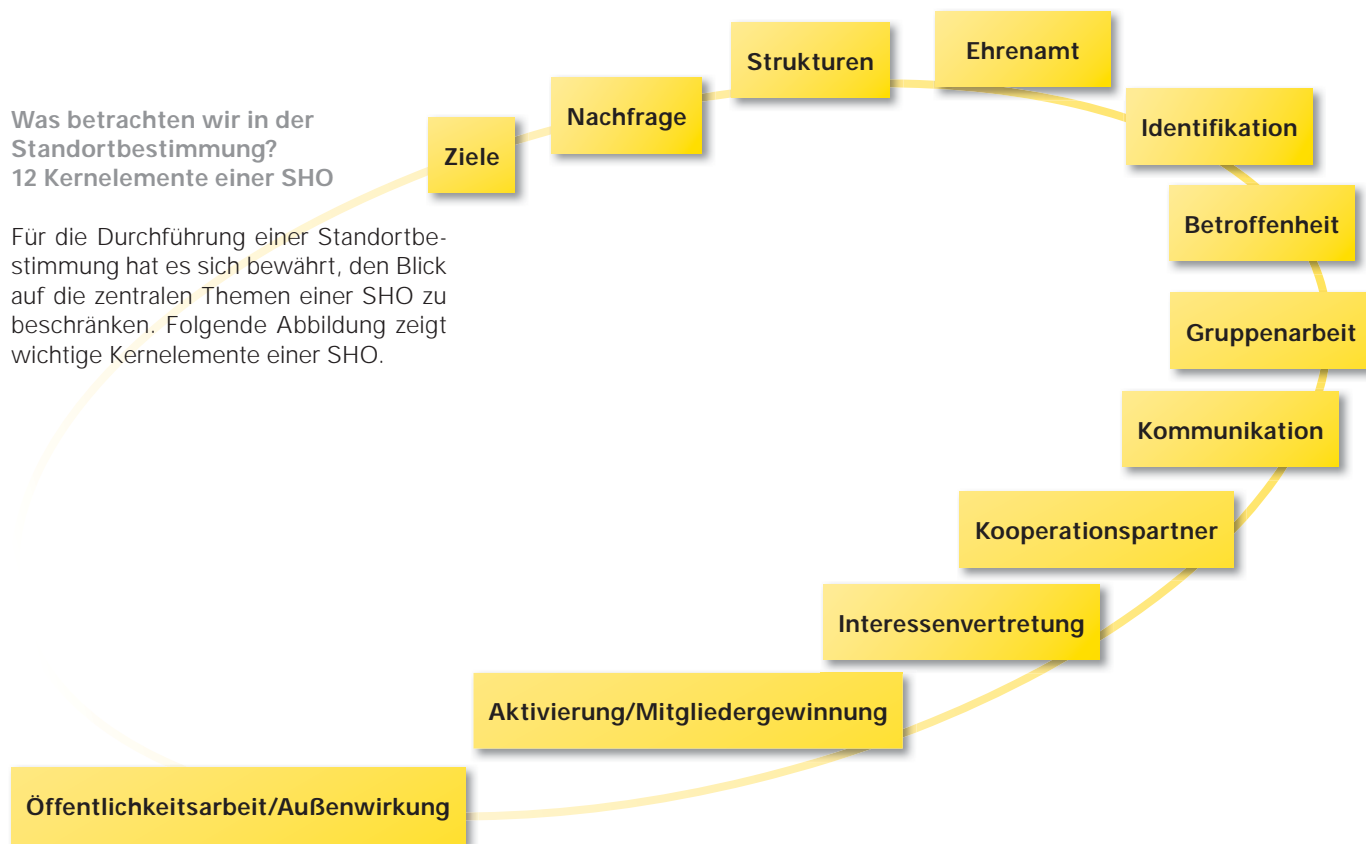 Was betrachten wir in der
Standortbestimmung?
12 Kernelemente einer SHO
Für die Durchführung einer Standortbe-
stimmung hat es sich bewährt, den Blick
auf die zentralen Themen einer SHO zu
beschränken. Folgende Abbildung zeigt
wichtige Kernelemente einer SHO.
Ziele
Nachfrage
Strukturen
Ehrenamt
Identifikation
Betroffenheit
Gruppenarbeit
Kommunikation
Kooperationspartner
Interessenvertretung
Aktivierung/Mitgliedergewinnung
Öffentlichkeitsarbeit/Außenwirkung